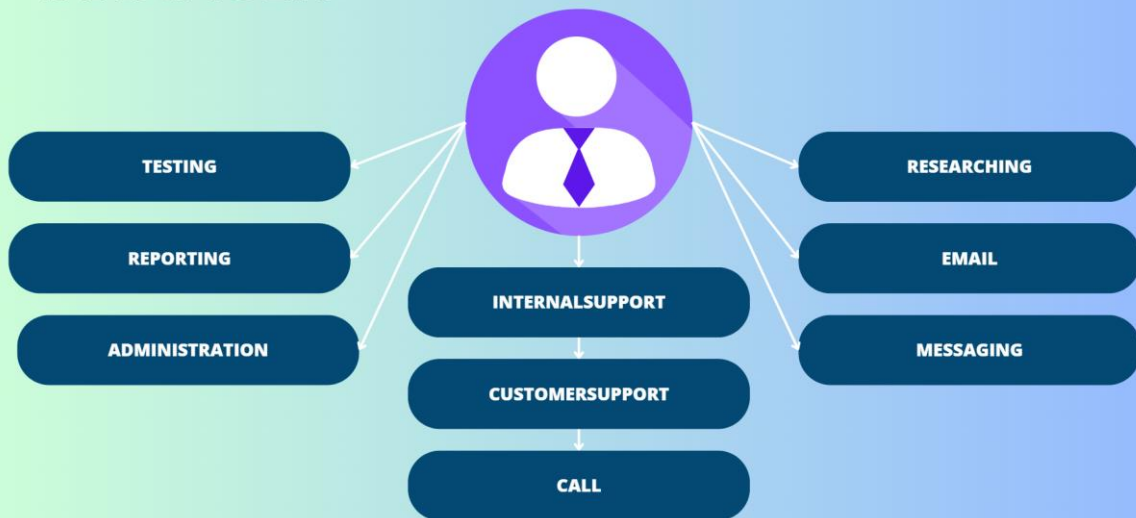 TESTING
REPORTING
ADMINISTRATION
INTERNALSUPPORT
CUSTOMERSUPPORT
CALL
RESEARCHING
EMAIL
MESSAGING